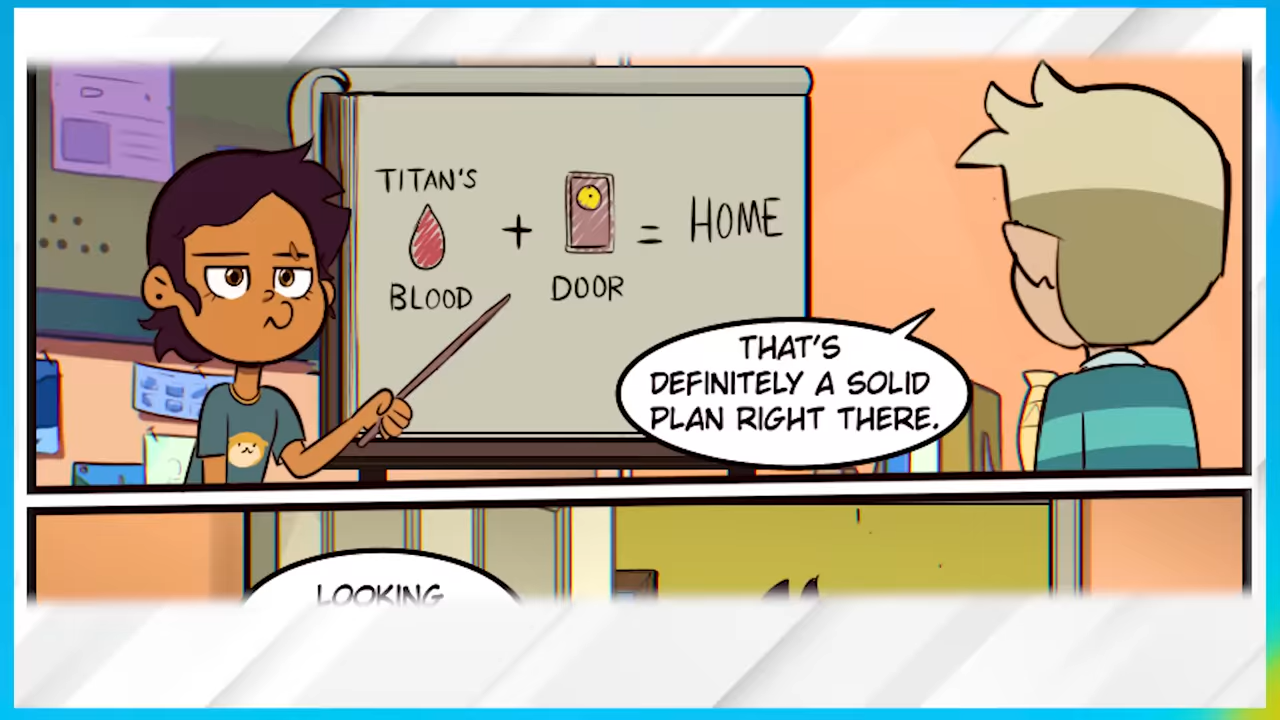 TITAN'S
BLOOD
+
DOOR
=
HOME
THAT'S
DEFINITELY A SOLID
PLAN RIGHT THERE.
LOOKING